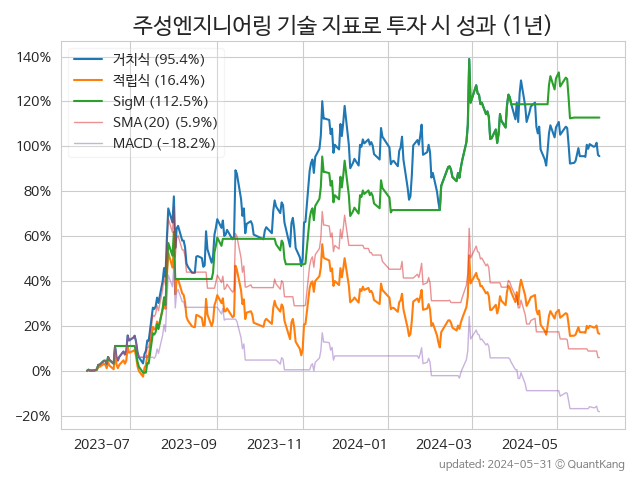 주성엔지니어링 기술 지표로 투자 시 성과 (1년)
140%
120%
100%
80%
60%
40%
20%
0%
−20%
거치식 (95.4%)
적립식 (16.4%)
SigM (112.5%)
SMA(20) (5.9%)
MACD (−18.2%)
2023−07
2023−09
2023−11
2024−01
2024−03
2024−05
updated: 2024−05−31 © QuantKang